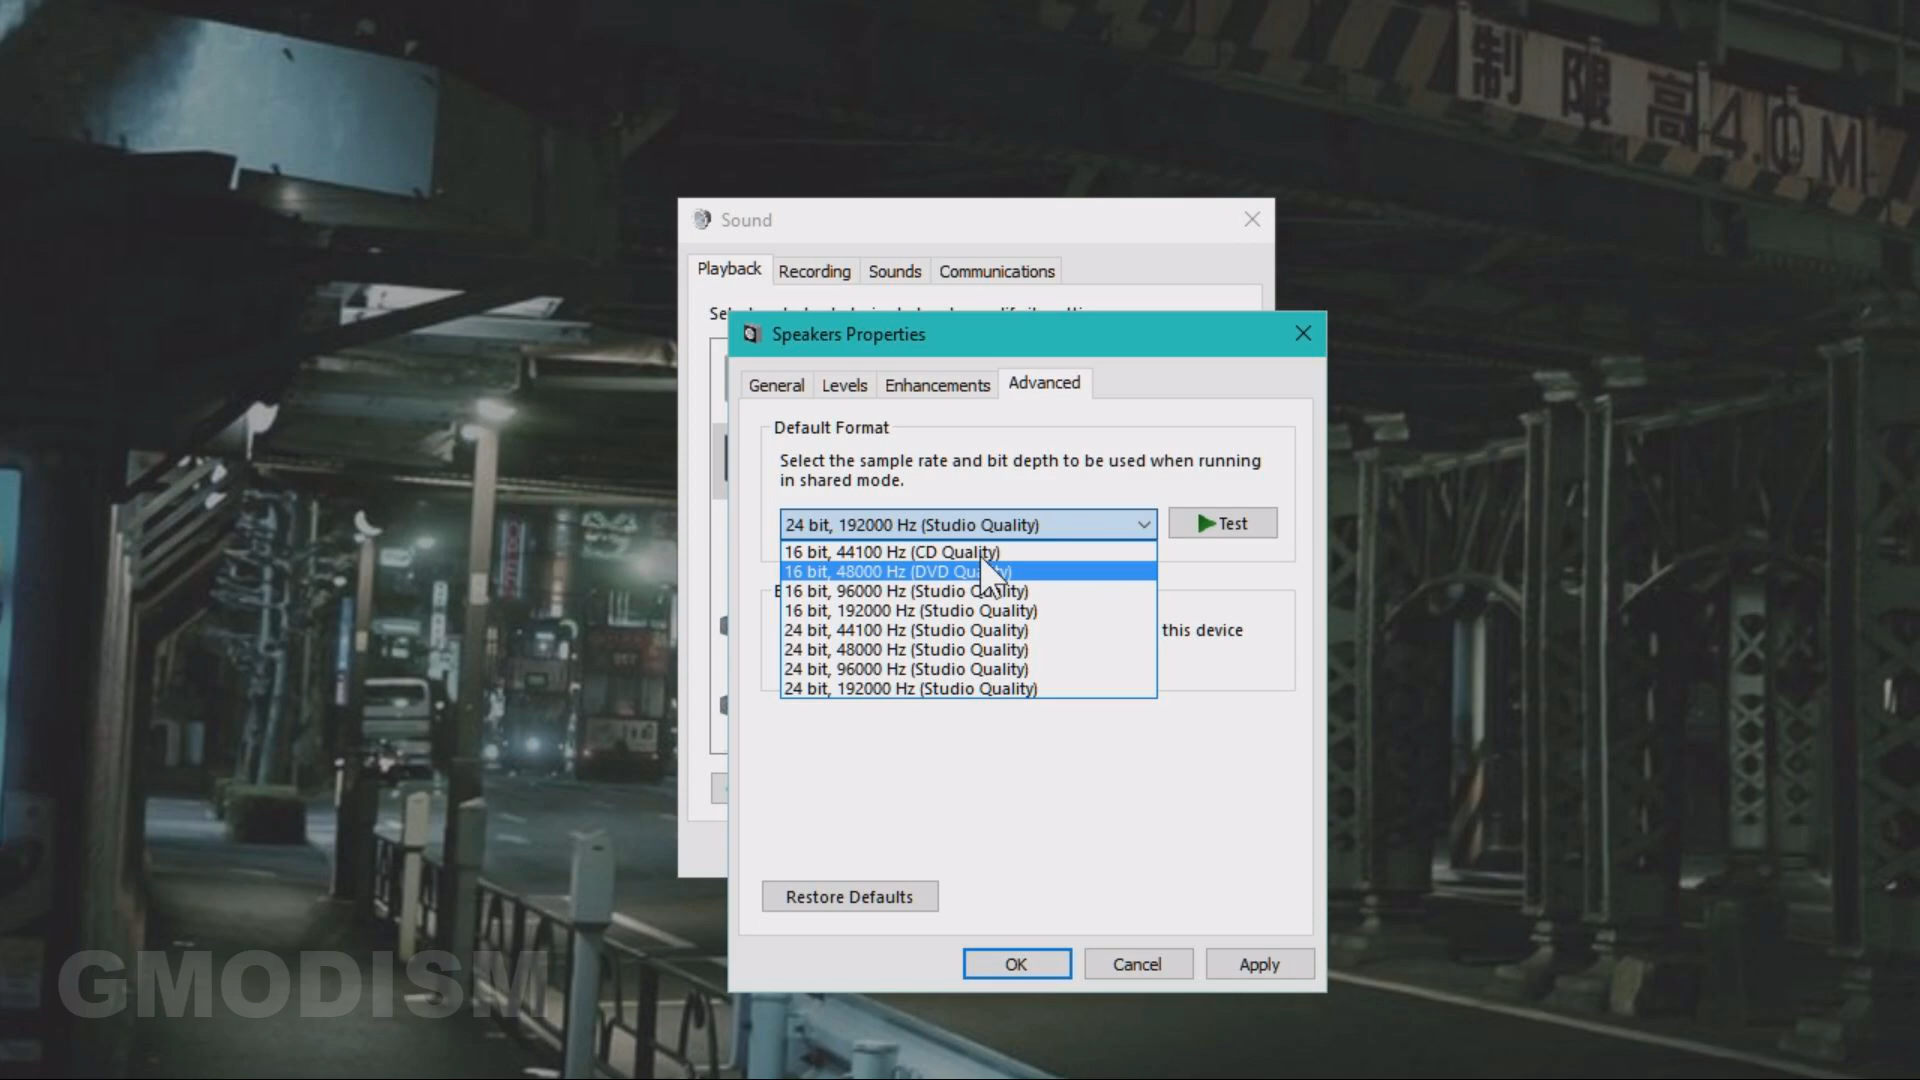 制限高4.0M
Sound
Playback
Recording
Sounds
Communications
Speakers Properties
General
Levels
Enhancements
Advanced
Default Format
Select the sample rate and bit depth to be used when running
in shared mode.
24 bit, 192000 Hz (Studio Quality)
Test
16 bit, 44100 Hz (CD Quality)
16 bit, 48000 Hz (DVD Quality)
16 bit, 96000 Hz (Studio Quality)
16 bit, 192000 Hz (Studio Quality)
24 bit, 44100 Hz (Studio Quality)
this device
24 bit, 48000 Hz (Studio Quality)
24 bit, 96000 Hz (Studio Quality)
24 bit, 192000 Hz (Studio Quality)
Restore Defaults
OK
Cancel
Apply
GMODISM